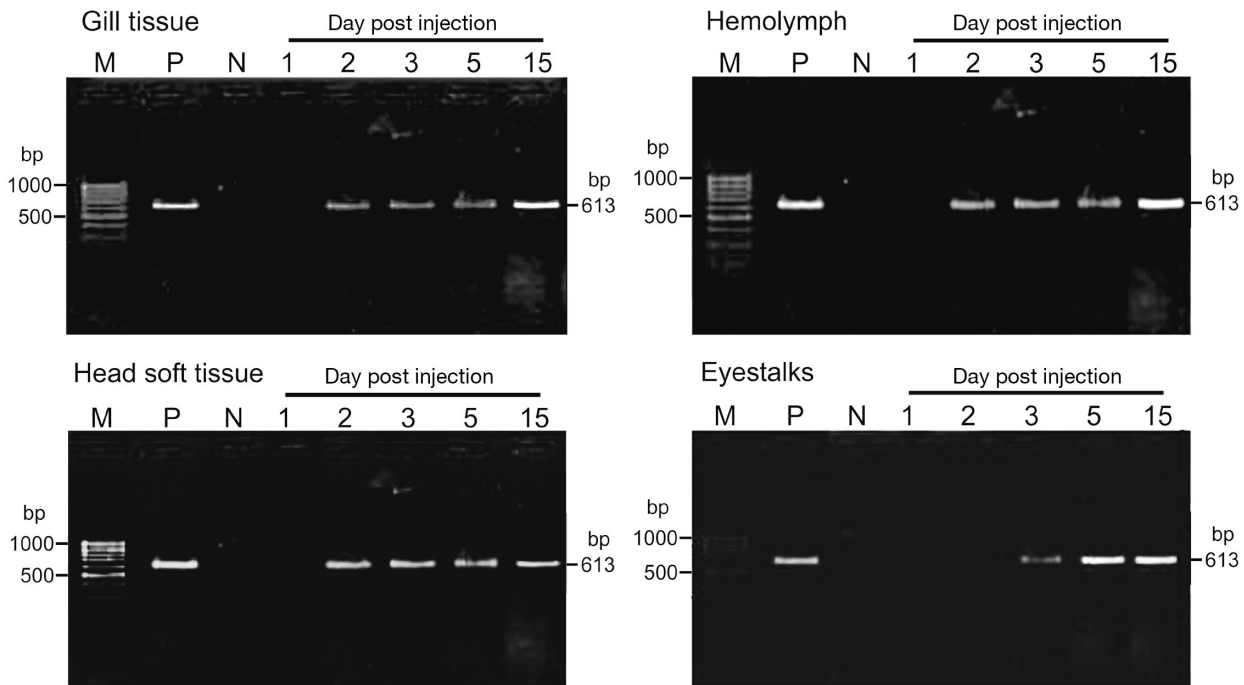 Gill tissue
Day post injection
M P N 1 2 3 5 15
bp
1000
500
bp
613
Hemolymph
Day post injection
M P N 1 2 3 5 15
bp
1000
500
bp
613
Head soft tissue
Day post injection
M P N 1 2 3 5 15
bp
1000
500
bp
613
Eyestalks
Day post injection
M P N 1 2 3 5 15
bp
1000
500
bp
613